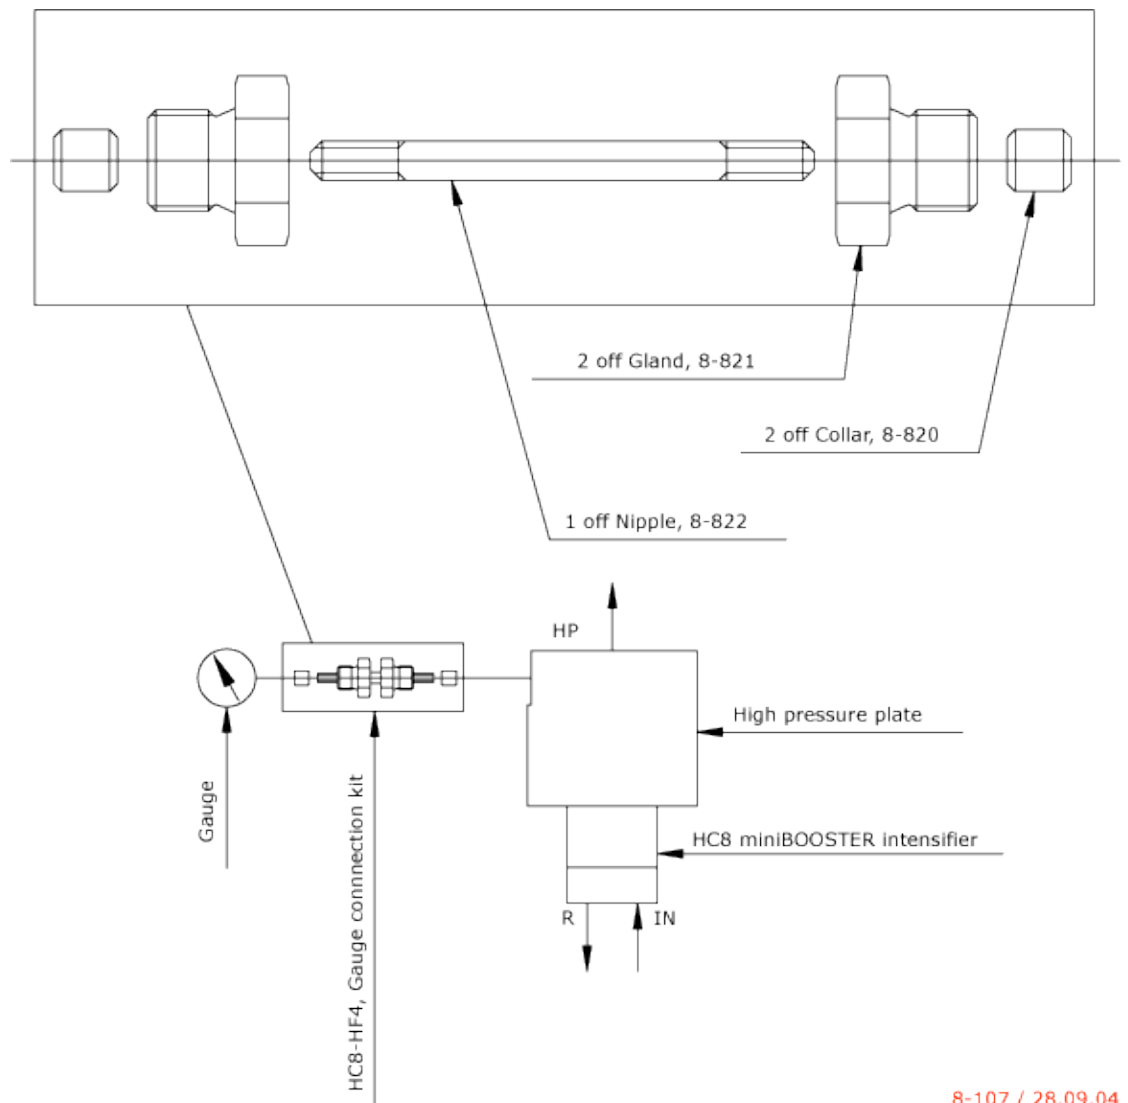 2 off Gland, 8-821
2 off Collar, 8-820
1 off Nipple, 8-822
HP
High pressure plate
Gauge
HC8-HF4, Gauge connnection kit
HC8 miniBOOSTER intensifier
R
IN
8-107 / 28.09.04